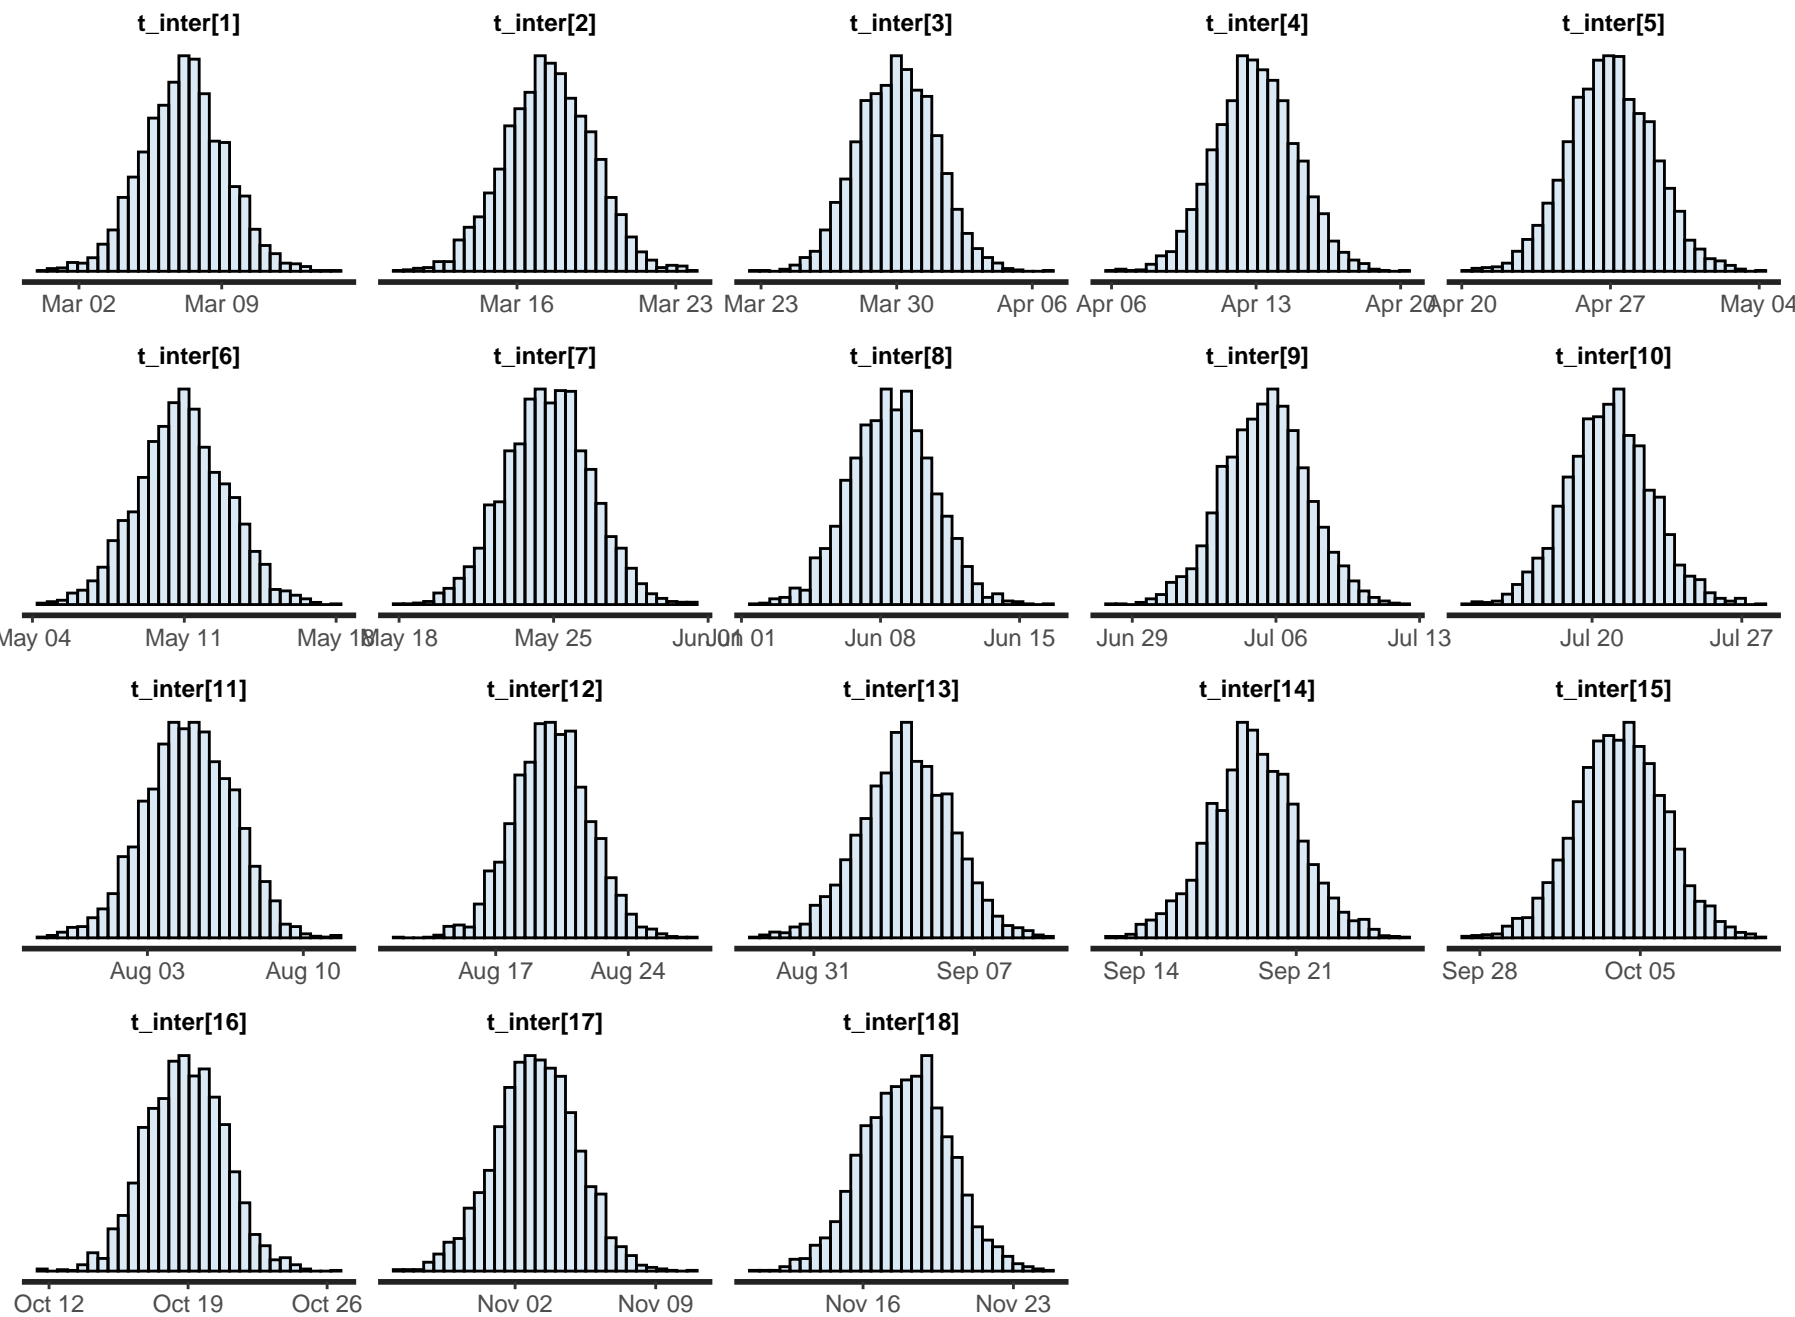 t_inter[1] t_inter[2] t_inter[3] t_inter[4] t_inter[5]
Mar 02 Mar 09 Mar 16 Mar 23 Mar 23 Mar 30 Apr 06 Apr 06 Apr 13 Apr 20 Apr 20 Apr 27 May 04
t_inter[6] t_inter[7] t_inter[8] t_inter[9] t_inter[10]
May 04 May 11 May 18 May 18 May 25 Jun 01 Jun 01 Jun 08 Jun 15 Jun 29 Jul 06 Jul 13 Jul 20 Jul 27
t_inter[11] t_inter[12] t_inter[13] t_inter[14] t_inter[15]
Aug 03 Aug 10 Aug 17 Aug 24 Aug 31 Sep 07 Sep 14 Sep 21 Sep 28 Oct 05
t_inter[16] t_inter[17] t_inter[18]
Oct 12 Oct 19 Oct 26 Nov 02 Nov 09 Nov 16 Nov 23